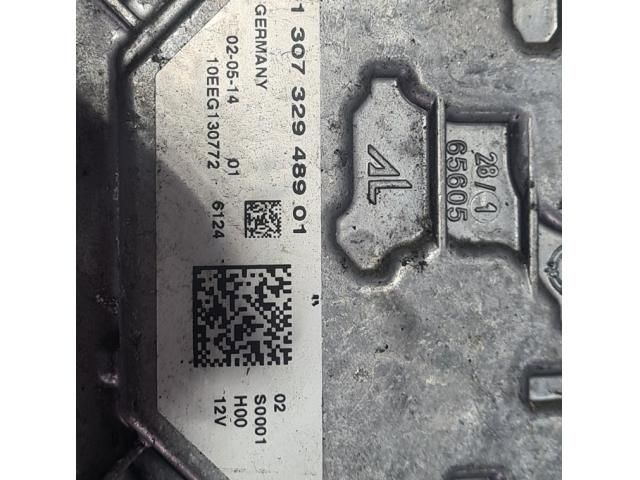 1 307 329 489 01
GERMANY
02-05-14 01
10EEG130772 6124
02
S0001
H00
12V
AL
28/1
65605